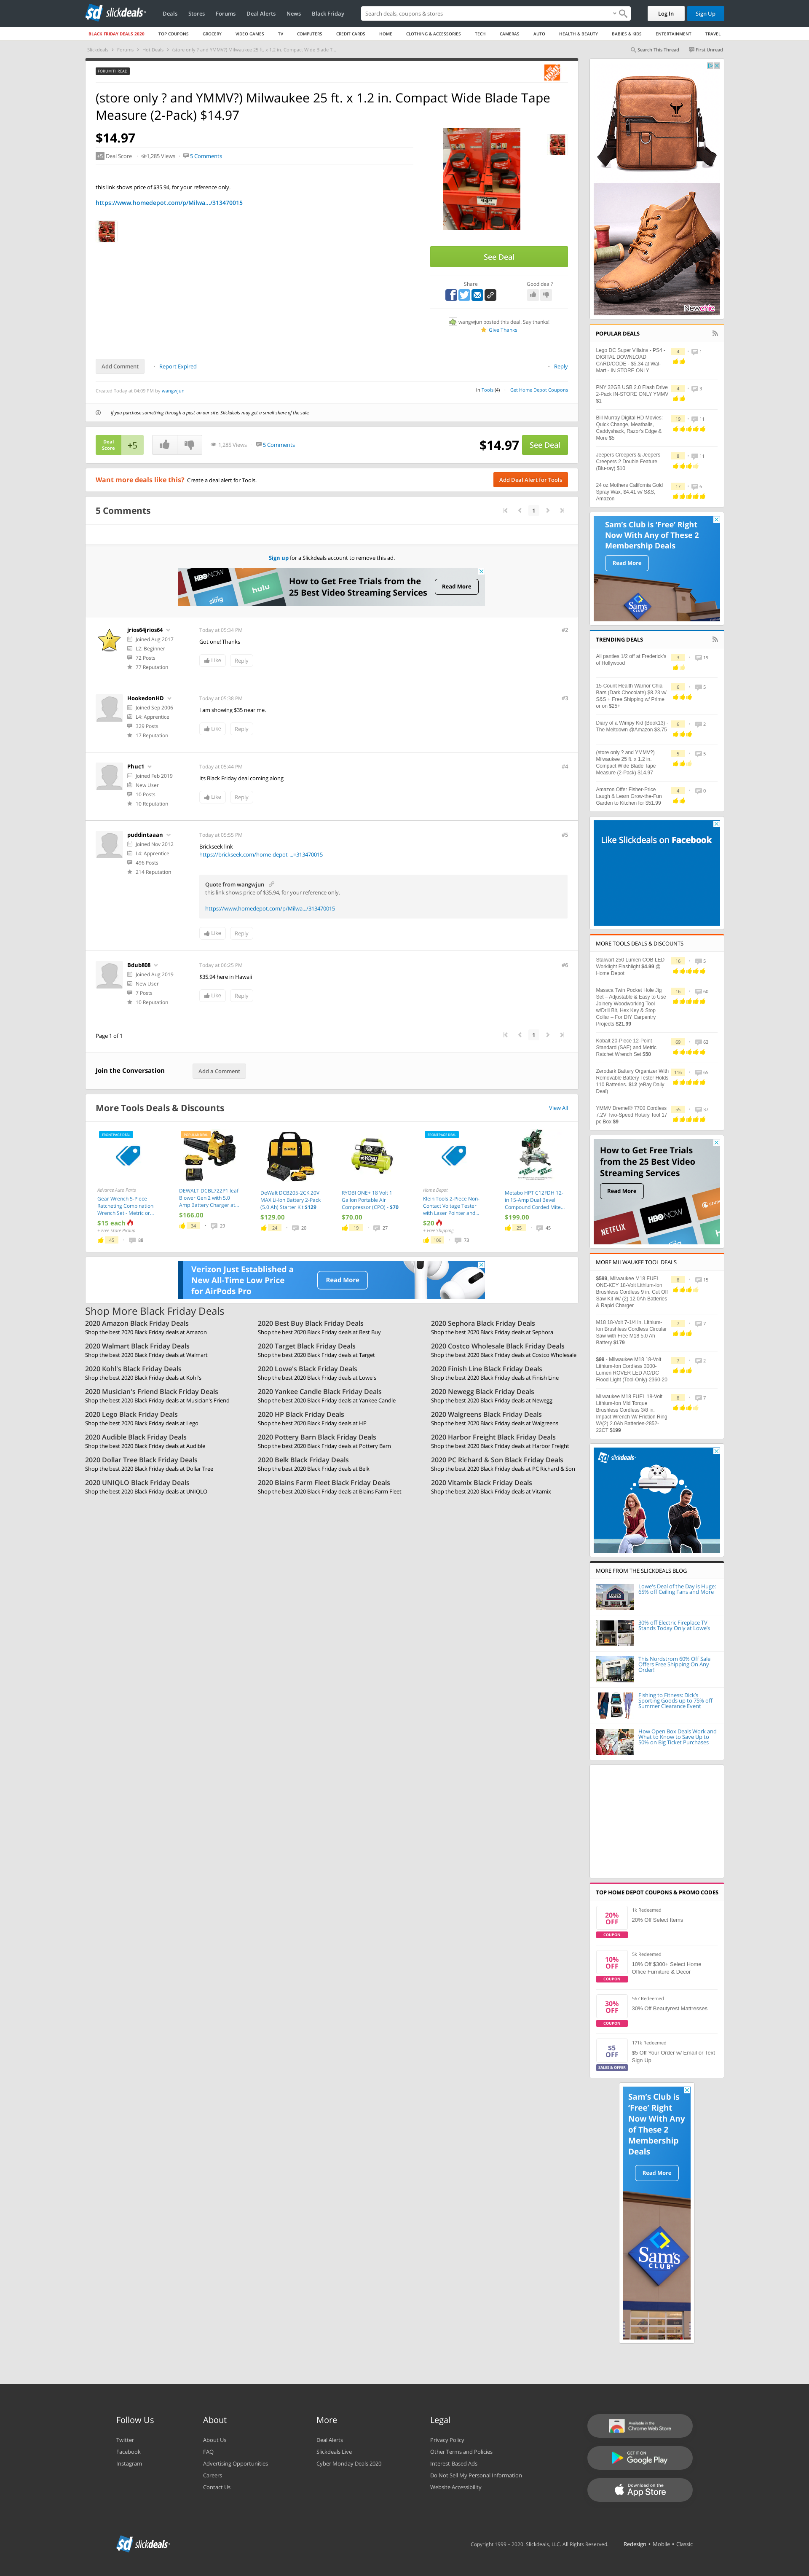 slickdeals
Deals Stores Forums Deal Alerts News Black Friday
Search deals, coupons & stores
Log In Sign Up
BLACK FRIDAY DEALS 2020 TOP COUPONS GROCERY VIDEO GAMES TV COMPUTERS CREDIT CARDS HOME CLOTHING & ACCESSORIES TECH CAMERAS AUTO HEALTH & BEAUTY BABIES & KIDS ENTERTAINMENT TRAVEL
Slickdeals Forums Hot Deals (store only ? and YMMV?) Milwaukee 25 ft. x 1.2 in. Compact Wide Blade T...
Search This Thread First Unread
FORUM THREAD
(store only ? and YMMV?) Milwaukee 25 ft. x 1.2 in. Compact Wide Blade Tape
Measure (2-Pack) $14.97
$14.97
+5 Deal Score 1,285 Views 5 Comments
this link shows price of $35.94, for your reference only.
https://www.homedepot.com/p/Milwa.../313470015
See Deal
Share Good deal?
wangwjun posted this deal. Say thanks!
Give Thanks
Add Comment Report Expired Reply
Created Today at 04:09 PM by wangwjun
in Tools (4) Get Home Depot Coupons
If you purchase something through a post on our site, Slickdeals may get a small share of the sale.
Deal
Score +5
1,285 Views 5 Comments
$14.97 See Deal
Want more deals like this? Create a deal alert for Tools.
Add Deal Alert for Tools
5 Comments
1
Sign up for a Slickdeals account to remove this ad.
HBO NOW
hulu
sling
How to Get Free Trials from the
25 Best Video Streaming Services
Read More
jrios64jrios64
Joined Aug 2017
L2: Beginner
72 Posts
77 Reputation
Today at 05:34 PM #2
Got one! Thanks
Like Reply
HookedonHD
Joined Sep 2006
L4: Apprentice
329 Posts
17 Reputation
Today at 05:38 PM #3
I am showing $35 near me.
Like Reply
Phuc1
Joined Feb 2019
New User
10 Posts
10 Reputation
Today at 05:44 PM #4
Its Black Friday deal coming along
Like Reply
puddintaaan
Joined Nov 2012
L4: Apprentice
496 Posts
214 Reputation
Today at 05:55 PM #5
Brickseek link
https://brickseek.com/home-depot-...=313470015
Quote from wangwjun
this link shows price of $35.94, for your reference only.
https://www.homedepot.com/p/Milwa.../313470015
Like Reply
Bdub808
Joined Aug 2019
New User
7 Posts
10 Reputation
Today at 06:25 PM #6
$35.94 here in Hawaii
Like Reply
Page 1 of 1
1
Join the Conversation Add a Comment
More Tools Deals & Discounts View All
FRONTPAGE DEAL
Advance Auto Parts
Gear Wrench 5-Piece
Ratcheting Combination
Wrench Set - Metric or...
$15 each
+ Free Store Pickup
45 88
DEWALT DCBL722P1 leaf
Blower Gen 2 with 5.0
Amp Battery Charger at...
$166.00
34 29
DeWalt DCB205-2CK 20V
MAX Li-Ion Battery 2-Pack
(5.0 Ah) Starter Kit $129
$129.00
24 20
RYOBI
RYOBI ONE+ 18 Volt 1
Gallon Portable Air
Compressor (CPO) - $70
$70.00
19 27
FRONTPAGE DEAL
Home Depot
Klein Tools 2-Piece Non-
Contact Voltage Tester
with Laser Pointer and...
$20
+ Free Shipping
106 73
Metabo HPT C12FDH 12-
in 15-Amp Dual Bevel
Compound Corded Mite...
$199.00
25 45
Verizon Just Established a
New All-Time Low Price
for AirPods Pro
Read More
Shop More Black Friday Deals
2020 Amazon Black Friday Deals
Shop the best 2020 Black Friday deals at Amazon
2020 Best Buy Black Friday Deals
Shop the best 2020 Black Friday deals at Best Buy
2020 Sephora Black Friday Deals
Shop the best 2020 Black Friday deals at Sephora
2020 Walmart Black Friday Deals
Shop the best 2020 Black Friday deals at Walmart
2020 Target Black Friday Deals
Shop the best 2020 Black Friday deals at Target
2020 Costco Wholesale Black Friday Deals
Shop the best 2020 Black Friday deals at Costco Wholesale
2020 Kohl's Black Friday Deals
Shop the best 2020 Black Friday deals at Kohl's
2020 Lowe's Black Friday Deals
Shop the best 2020 Black Friday deals at Lowe's
2020 Finish Line Black Friday Deals
Shop the best 2020 Black Friday deals at Finish Line
2020 Musician's Friend Black Friday Deals
Shop the best 2020 Black Friday deals at Musician's Friend
2020 Yankee Candle Black Friday Deals
Shop the best 2020 Black Friday deals at Yankee Candle
2020 Newegg Black Friday Deals
Shop the best 2020 Black Friday deals at Newegg
2020 Lego Black Friday Deals
Shop the best 2020 Black Friday deals at Lego
2020 HP Black Friday Deals
Shop the best 2020 Black Friday deals at HP
2020 Walgreens Black Friday Deals
Shop the best 2020 Black Friday deals at Walgreens
2020 Audible Black Friday Deals
Shop the best 2020 Black Friday deals at Audible
2020 Pottery Barn Black Friday Deals
Shop the best 2020 Black Friday deals at Pottery Barn
2020 Harbor Freight Black Friday Deals
Shop the best 2020 Black Friday deals at Harbor Freight
2020 Dollar Tree Black Friday Deals
Shop the best 2020 Black Friday deals at Dollar Tree
2020 Belk Black Friday Deals
Shop the best 2020 Black Friday deals at Belk
2020 PC Richard & Son Black Friday Deals
Shop the best 2020 Black Friday deals at PC Richard & Son
2020 UNIQLO Black Friday Deals
Shop the best 2020 Black Friday deals at UNIQLO
2020 Blains Farm Fleet Black Friday Deals
Shop the best 2020 Black Friday deals at Blains Farm Fleet
2020 Vitamix Black Friday Deals
Shop the best 2020 Black Friday deals at Vitamix
Newchic
POPULAR DEALS
Lego DC Super Villains - PS4 -
DIGITAL DOWNLOAD
CARD/CODE - $5.34 at Wal-
Mart - IN STORE ONLY
4 1
PNY 32GB USB 2.0 Flash Drive
2-Pack IN-STORE ONLY YMMV
$1
4 3
Bill Murray Digital HD Movies:
Quick Change, Meatballs,
Caddyshack, Razor's Edge &
More $5
19 11
Jeepers Creepers & Jeepers
Creepers 2 Double Feature
(Blu-ray) $10
8 11
24 oz Mothers California Gold
Spray Wax, $4.41 w/ S&S,
Amazon
17 6
Sam's Club is 'Free' Right
Now With Any of These 2
Membership Deals
Read More
Sam's
CLUB
TRENDING DEALS
All panties 1/2 off at Frederick's
of Hollywood
3 19
15-Count Health Warrior Chia
Bars (Dark Chocolate) $8.23 w/
S&S + Free Shipping w/ Prime
or on $25+
6 5
Diary of a Wimpy Kid (Book13) -
The Meltdown @Amazon $3.75
6 2
(store only ? and YMMV?)
Milwaukee 25 ft. x 1.2 in.
Compact Wide Blade Tape
Measure (2-Pack) $14.97
5 5
Amazon Offer Fisher-Price
Laugh & Learn Grow-the-Fun
Garden to Kitchen for $51.99
4 0
Like Slickdeals on Facebook
MORE TOOLS DEALS & DISCOUNTS
Stalwart 250 Lumen COB LED
Worklight Flashlight $4.99 @
Home Depot
16 5
Massca Twin Pocket Hole Jig
Set – Adjustable & Easy to Use
Joinery Woodworking Tool
w/Drill Bit, Hex Key & Stop
Collar – For DIY Carpentry
Projects $21.99
16 60
Kobalt 20-Piece 12-Point
Standard (SAE) and Metric
Ratchet Wrench Set $50
69 63
Zerodark Battery Organizer With
Removable Battery Tester Holds
110 Batteries. $12 (eBay Daily
Deal)
116 65
YMMV Dremel® 7700 Cordless
7.2V Two-Speed Rotary Tool 17
pc Box $9
55 37
How to Get Free Trials
from the 25 Best Video
Streaming Services
Read More
NETFLIX
MORE MILWAUKEE TOOL DEALS
$599, Milwaukee M18 FUEL
ONE-KEY 18-Volt Lithium-Ion
Brushless Cordless 9 in. Cut Off
Saw Kit W/ (2) 12.0Ah Batteries
& Rapid Charger
8 15
M18 18-Volt 7-1/4 in. Lithium-
Ion Brushless Cordless Circular
Saw with Free M18 5.0 Ah
Battery $179
7 7
$99 - Milwaukee M18 18-Volt
Lithium-Ion Cordless 3000-
Lumen ROVER LED AC/DC
Flood Light (Tool-Only)-2360-20
7 2
Milwaukee M18 FUEL 18-Volt
Lithium-Ion Mid Torque
Brushless Cordless 3/8 in.
Impact Wrench W/ Friction Ring
W/(2) 2.0Ah Batteries-2852-
22CT $199
8 7
slickdeals
MORE FROM THE SLICKDEALS BLOG
Lowe's Deal of the Day is Huge:
65% off Ceiling Fans and More
30% off Electric Fireplace TV
Stands Today Only at Lowe's
This Nordstrom 60% Off Sale
Offers Free Shipping On Any
Order!
Fishing to Fitness: Dick's
Sporting Goods up to 75% off
Summer Clearance Event
How Open Box Deals Work and
What to Know to Save Up to
50% on Big Ticket Purchases
TOP HOME DEPOT COUPONS & PROMO CODES
20%
OFF
COUPON
1k Redeemed
20% Off Select Items
10%
OFF
COUPON
5k Redeemed
10% Off $300+ Select Home
Office Furniture & Decor
30%
OFF
COUPON
567 Redeemed
30% Off Beautyrest Mattresses
$5
OFF
SALES & OFFER
171k Redeemed
$5 Off Your Order w/ Email or Text
Sign Up
Sam's Club is
'Free' Right
Now With Any
of These 2
Membership
Deals
Read More
Sam's
CLUB
Follow Us
Twitter
Facebook
Instagram
About
About Us
FAQ
Advertising Opportunities
Careers
Contact Us
More
Deal Alerts
Slickdeals Live
Cyber Monday Deals 2020
Legal
Privacy Policy
Other Terms and Policies
Interest-Based Ads
Do Not Sell My Personal Information
Website Accessibility
Available in the
Chrome Web Store
GET IT ON
Google Play
Download on the
App Store
slickdeals
Copyright 1999 – 2020. Slickdeals, LLC. All Rights Reserved. Redesign • Mobile • Classic